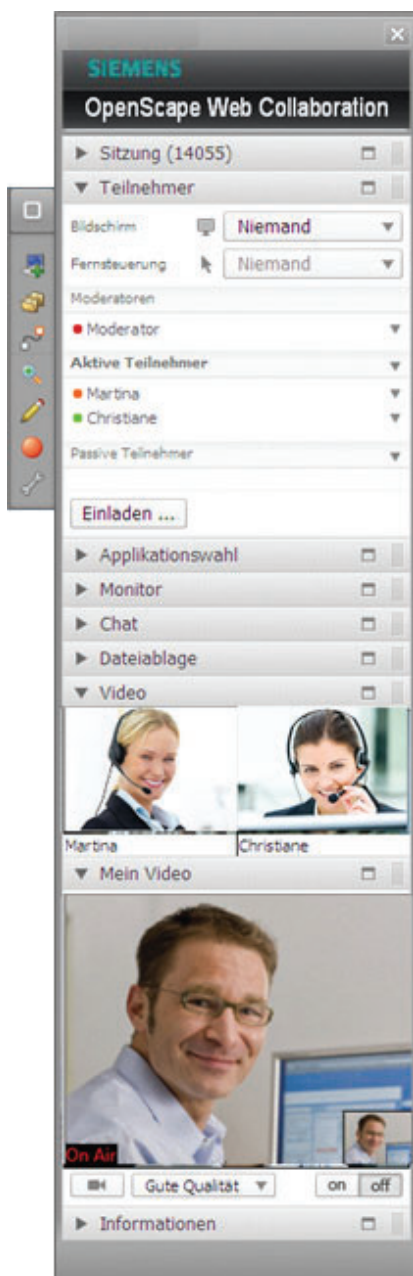 SIEMENS
OpenScape Web Collaboration
Sitzung (14055)
Teilnehmer
Bildschirm Niemand
Fernsteuerung Niemand
Moderatoren
Moderator
Aktive Teilnehmer
Martina
Christiane
Passive Teilnehmer
Einladen ...
Applikationswahl
Monitor
Chat
Dateiablage
Video
Martina Christiane
Mein Video
On Air
Gute Qualität on off
Informationen